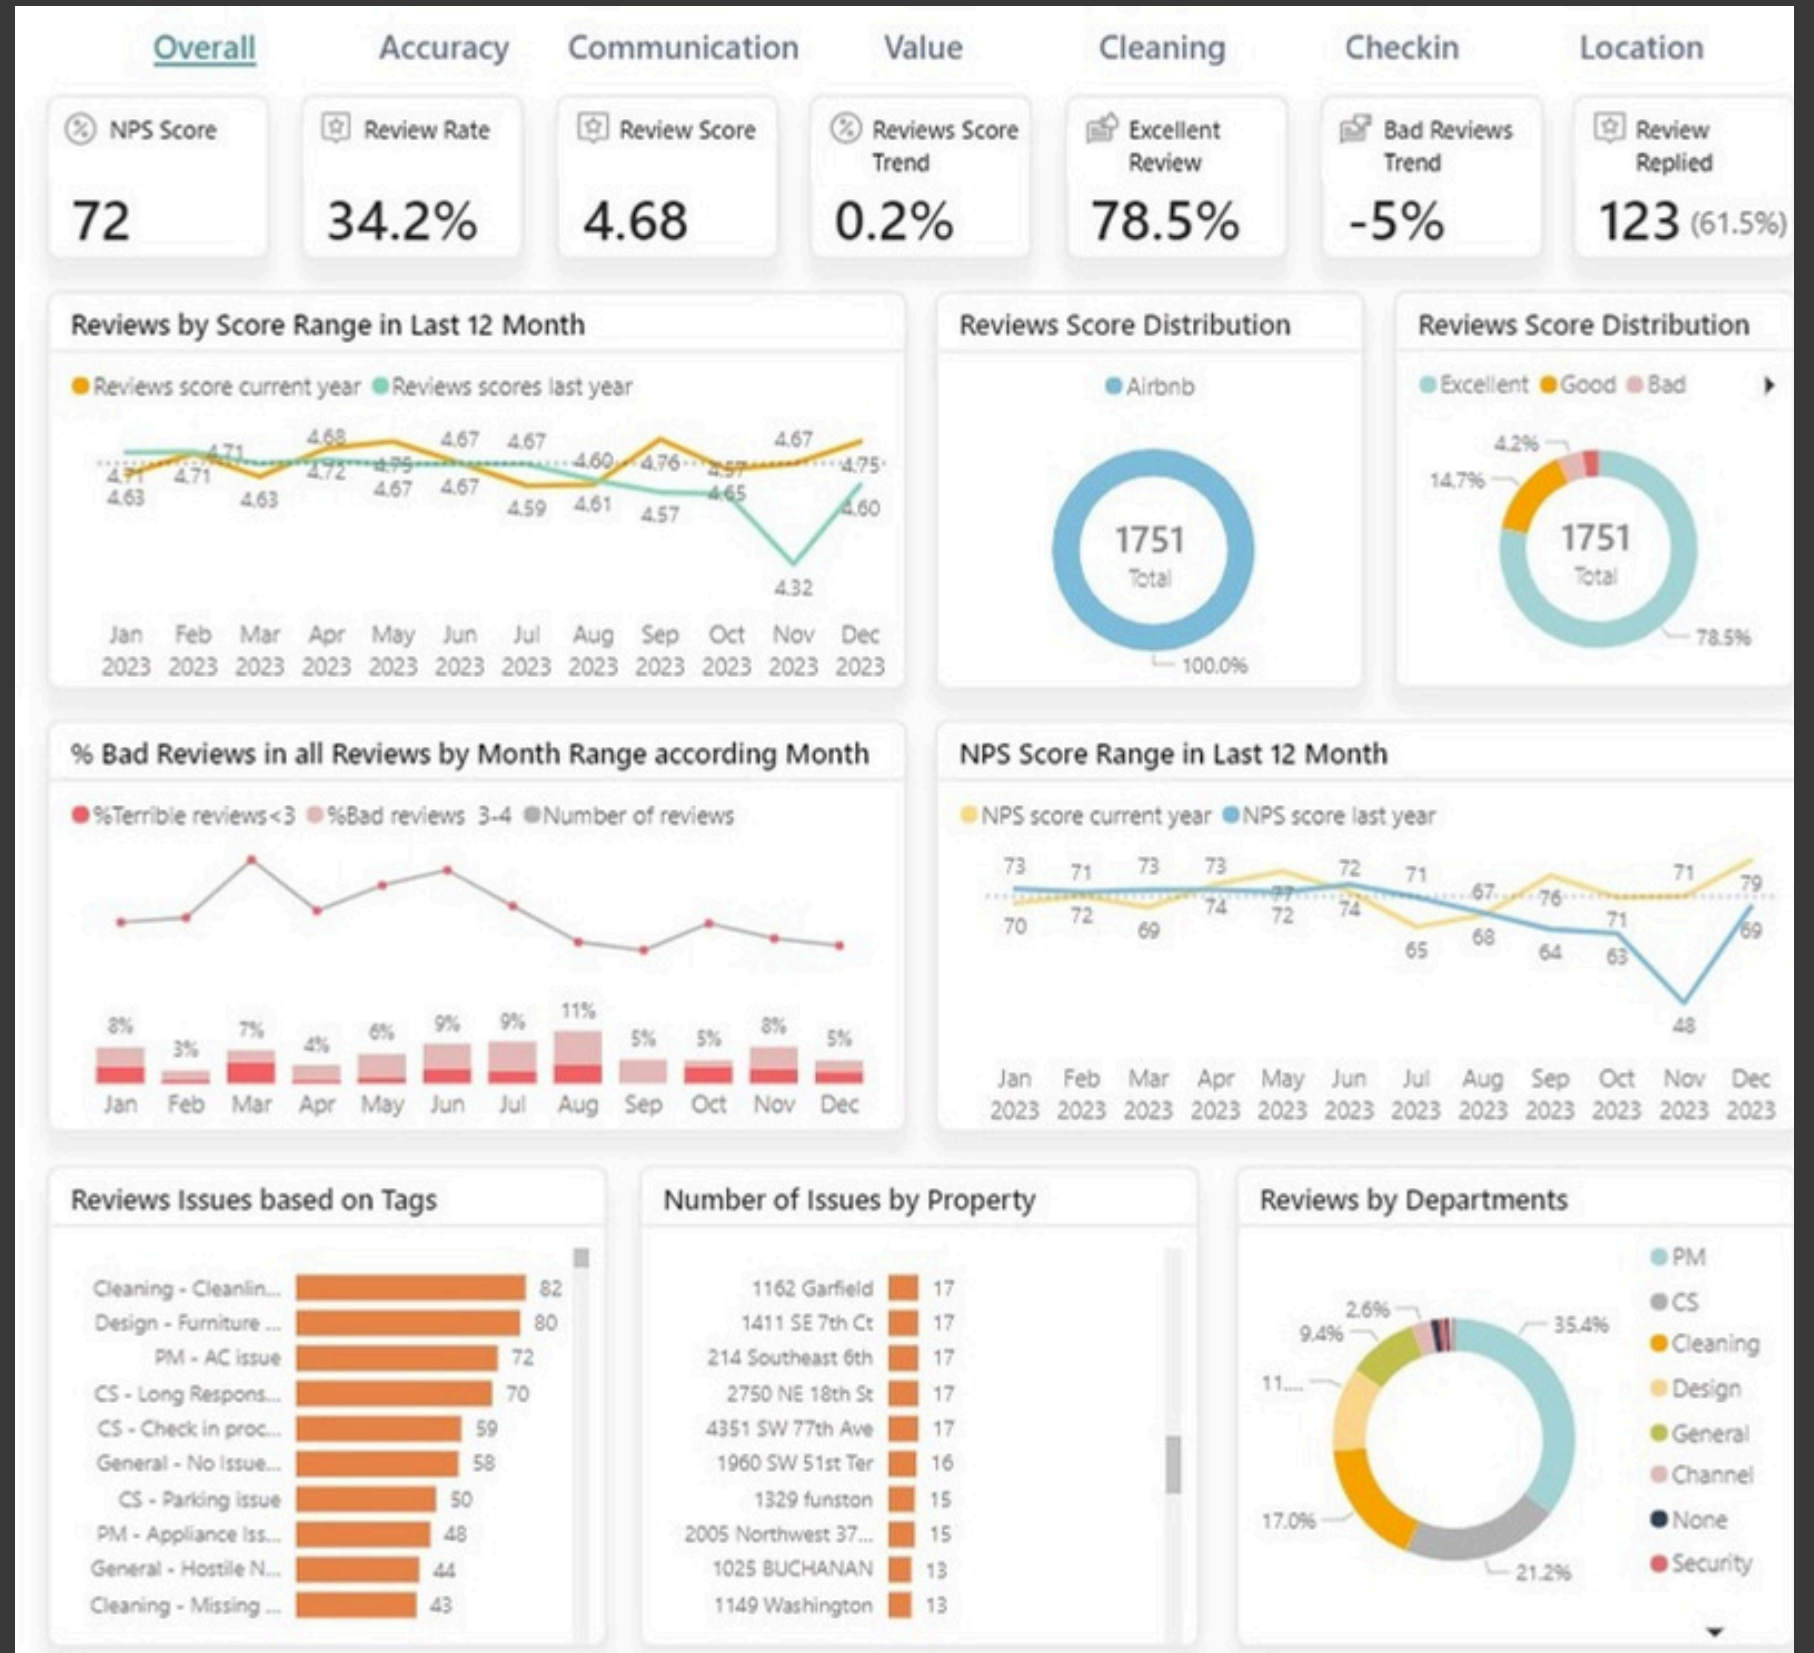 Overall Accuracy Communication Value Cleaning Checkin Location
NPS Score
72
Review Rate
34.2%
Review Score
4.68
Reviews Score
Trend
0.2%
Excellent
Review
78.5%
Bad Reviews
Trend
-5%
Review
Replied
123 (61.5%)
Reviews by Score Range in Last 12 Month
Reviews score current year Reviews scores last year
4.68 4.67 4.67 4.67
4.71 4.60 4.76 4.57 4.75
4.71 4.71 4.72 4.75
4.63 4.63 4.67 4.67 4.59 4.61 4.57 4.65 4.60
4.32
Jan Feb Mar Apr May Jun Jul Aug Sep Oct Nov Dec
2023 2023 2023 2023 2023 2023 2023 2023 2023 2023 2023 2023
Reviews Score Distribution
Airbnb
1751
Total
100.0%
Reviews Score Distribution
Excellent Good Bad
4.2%
14.7%
1751
Total
78.5%
% Bad Reviews in all Reviews by Month Range according Month
%Terrible reviews<3 %Bad reviews 3-4 Number of reviews
8% 3% 7% 4% 6% 9% 9% 11% 5% 5% 8% 5%
Jan Feb Mar Apr May Jun Jul Aug Sep Oct Nov Dec
NPS Score Range in Last 12 Month
NPS score current year NPS score last year
73 71 73 73 77 72 71 67 76 71 71 79
70 72 69 74 72 74 65 68 64 63 48 69
Jan Feb Mar Apr May Jun Jul Aug Sep Oct Nov Dec
2023 2023 2023 2023 2023 2023 2023 2023 2023 2023 2023 2023
Reviews Issues based on Tags
Cleaning - Cleanlin... 82
Design - Furniture ... 80
PM - AC issue 72
CS - Long Respons... 70
CS - Check in proc... 59
General - No Issue... 58
CS - Parking issue 50
PM - Appliance Iss... 48
General - Hostile N... 44
Cleaning - Missing ... 43
Number of Issues by Property
1162 Garfield 17
1411 SE 7th Ct 17
214 Southeast 6th 17
2750 NE 18th St 17
4351 SW 77th Ave 17
1960 SW 51st Ter 16
1329 funston 15
2005 Northwest 37... 15
1025 BUCHANAN 13
1149 Washington 13
Reviews by Departments
2.6%
9.4%
11....
17.0%
21.2%
35.4%
PM
CS
Cleaning
Design
General
Channel
None
Security